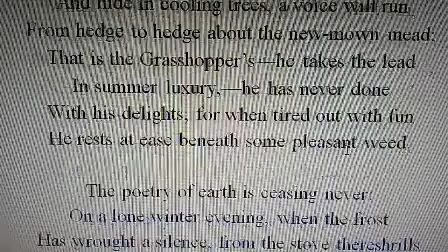 And hide in cooling trees, a voice will run
From hedge to hedge about the new-mown mead:
That is the Grasshopper's—he takes the lead
In summer luxury,—he has never done
With his delights, for when tired out with fun
He rests at ease beneath some pleasant weed.
The poetry of earth is ceasing never:
On a lone winter evening, when the frost
Has wrought a silence, from the stove thereshrills